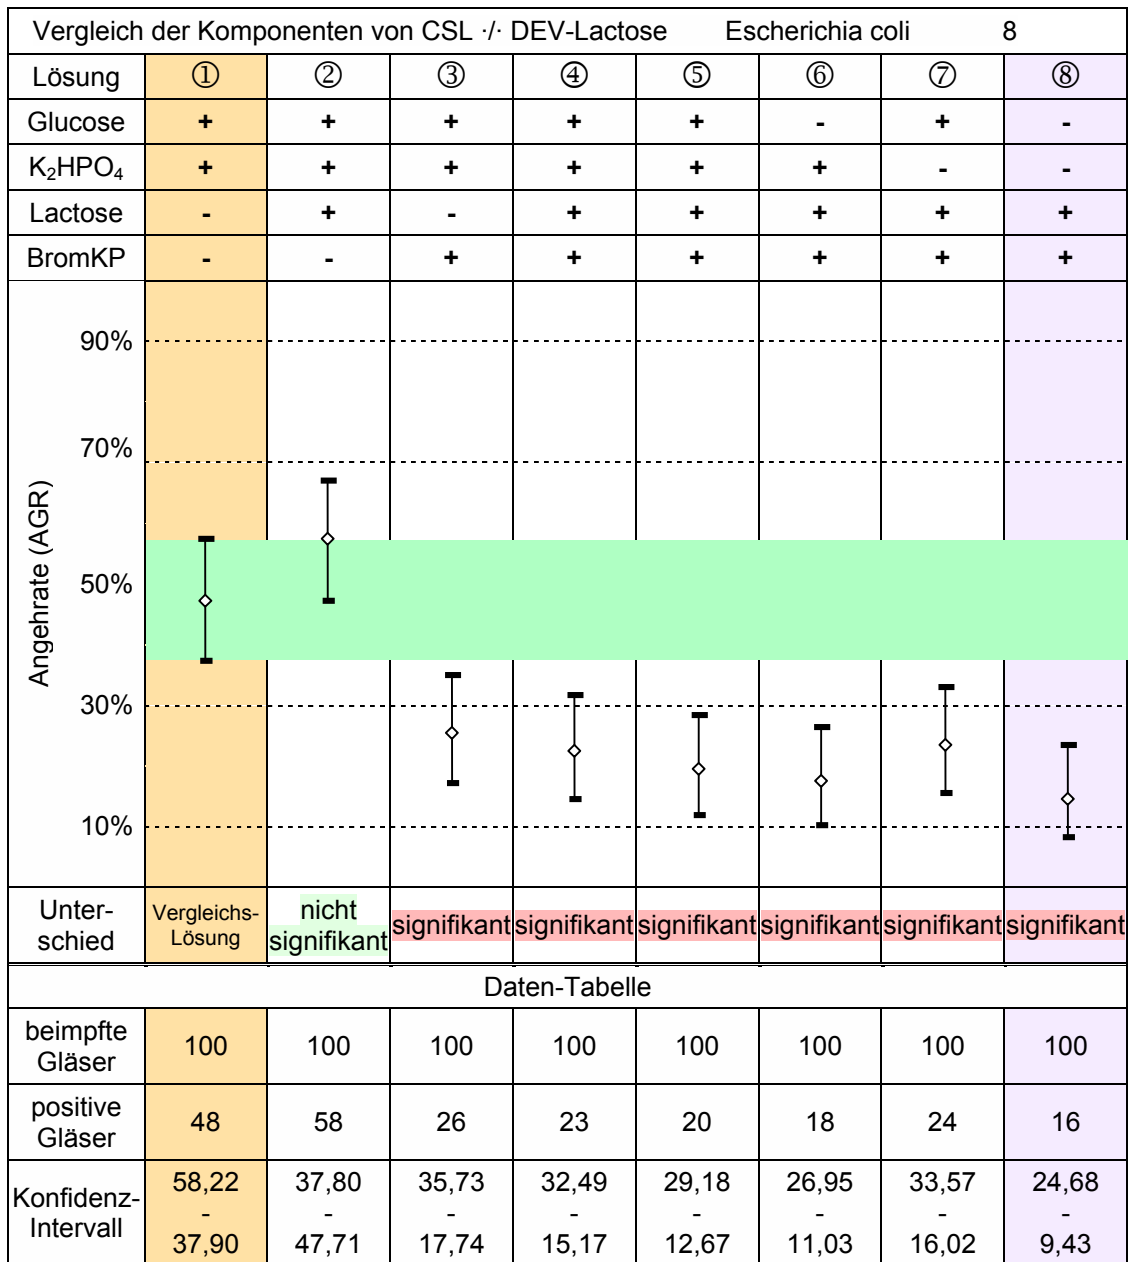 Vergleich der Komponenten von CSL ·/· DEV-Lactose Escherichia coli 8
Lösung ① ② ③ ④ ⑤ ⑥ ⑦ ⑧
Glucose + + + + + - + -
K₂HPO₄ + + + + + + - -
Lactose - + - + + + + +
BromKP - - + + + + + +
Angehrate (AGR)
90%
70%
50%
30%
10%
Unter-
schied
Vergleichs-
Lösung
nicht
signifikant
signifikant signifikant signifikant signifikant signifikant signifikant
Daten-Tabelle
beimpfte
Gläser
100 100 100 100 100 100 100 100
positive
Gläser
48 58 26 23 20 18 24 16
Konfidenz-
Intervall
58,22 37,80 35,73 32,49 29,18 26,95 33,57 24,68
- - - - - - - -
37,90 47,71 17,74 15,17 12,67 11,03 16,02 9,43